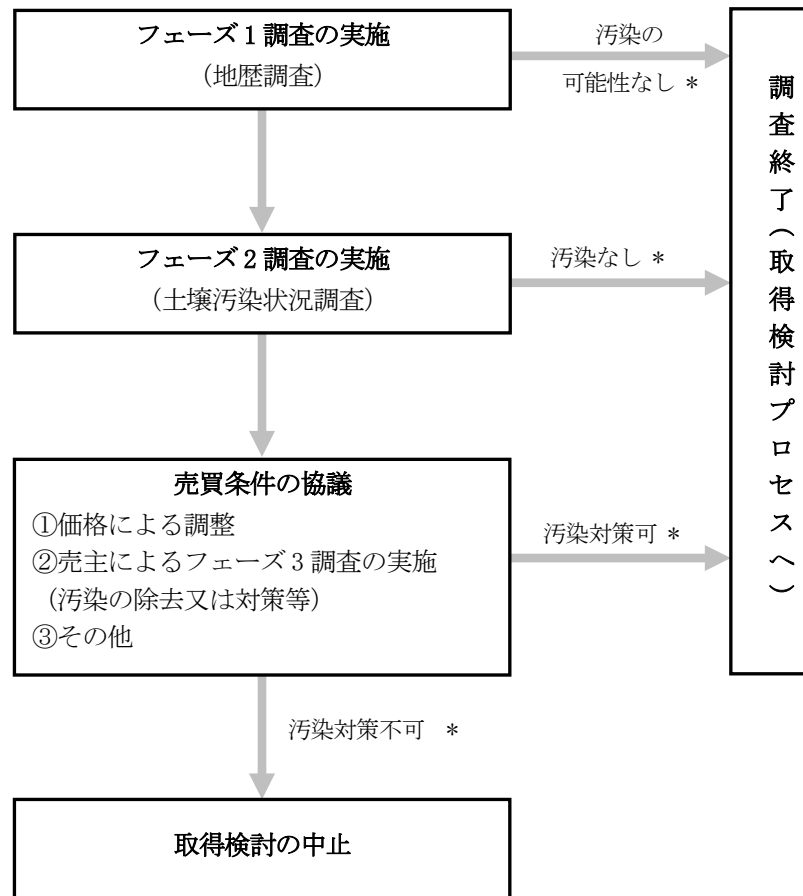 フェーズ1調査の実施
(地歴調査)
汚染の
可能性なし *
フェーズ2調査の実施
(土壌汚染状況調査)
汚染なし *
売買条件の協議
①価格による調整
②売主によるフェーズ3調査の実施
(汚染の除去又は対策等)
③その他
汚染対策可 *
汚染対策不可 *
取得検討の中止
調査終了(取得検討プロセスへ)